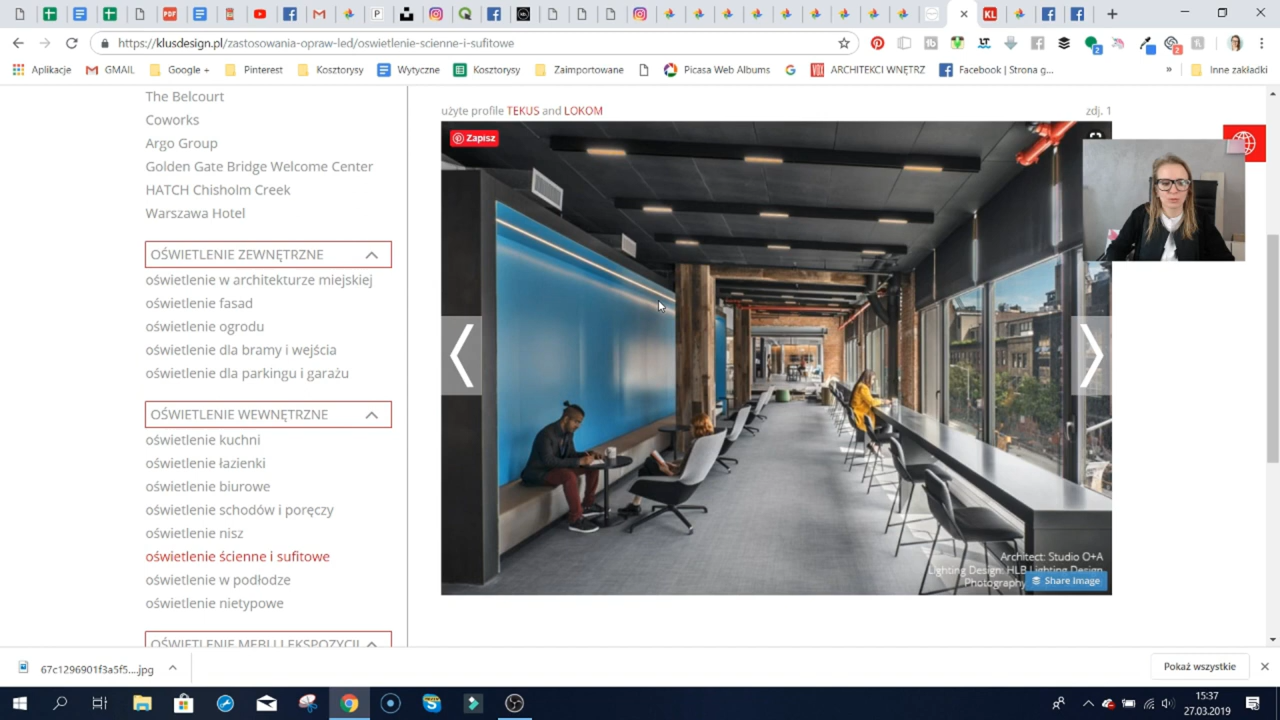 https://klusdesign.pl/zastosowania-opraw-led/oswietlenie-scienne-i-sufitowe
Aplikacje
GMAIL
Google +
Pinterest
Kosztorysy
Wytyczne
Kosztorysy
Zaimportowane
Picasa Web Albums
ARCHITEKCI WNĘTRZ
Facebook | Strona g...
»
Inne zakładki
The Belcourt
Coworks
Argo Group
Golden Gate Bridge Welcome Center
HATCH Chisholm Creek
Warszawa Hotel
OŚWIETLENIE ZEWNĘTRZNE
oświetlenie w architekturze miejskiej
oświetlenie fasad
oświetlenie ogrodu
oświetlenie dla bramy i wejścia
oświetlenie dla parkingu i garażu
OŚWIETLENIE WEWNĘTRZNE
oświetlenie kuchni
oświetlenie łazienki
oświetlenie biurowe
oświetlenie schodów i poręczy
oświetlenie nisz
oświetlenie ścienne i sufitowe
oświetlenie w podłodze
oświetlenie nietypowe
OŚWIETLENIE MEBLI I EKSPOZYCJI
użyte profile TEKUS and LOKOM
zdj. 1
Zapisz
Architect: Studio O+A
Lighting Design: HLB Lighting Design
Photography
Share Image
67c1296901f3a5f5....jpg
Pokaż wszystkie
15:37
27.03.2019